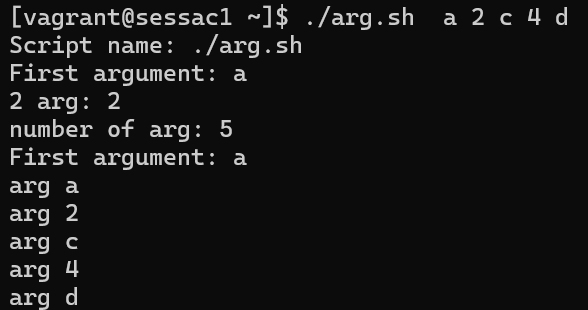 [vagrant@sessac1 ~]$ ./arg.sh  a 2 c 4 d
Script name: ./arg.sh
First argument: a
2 arg: 2
number of arg: 5
First argument: a
arg a
arg 2
arg c
arg 4
arg d